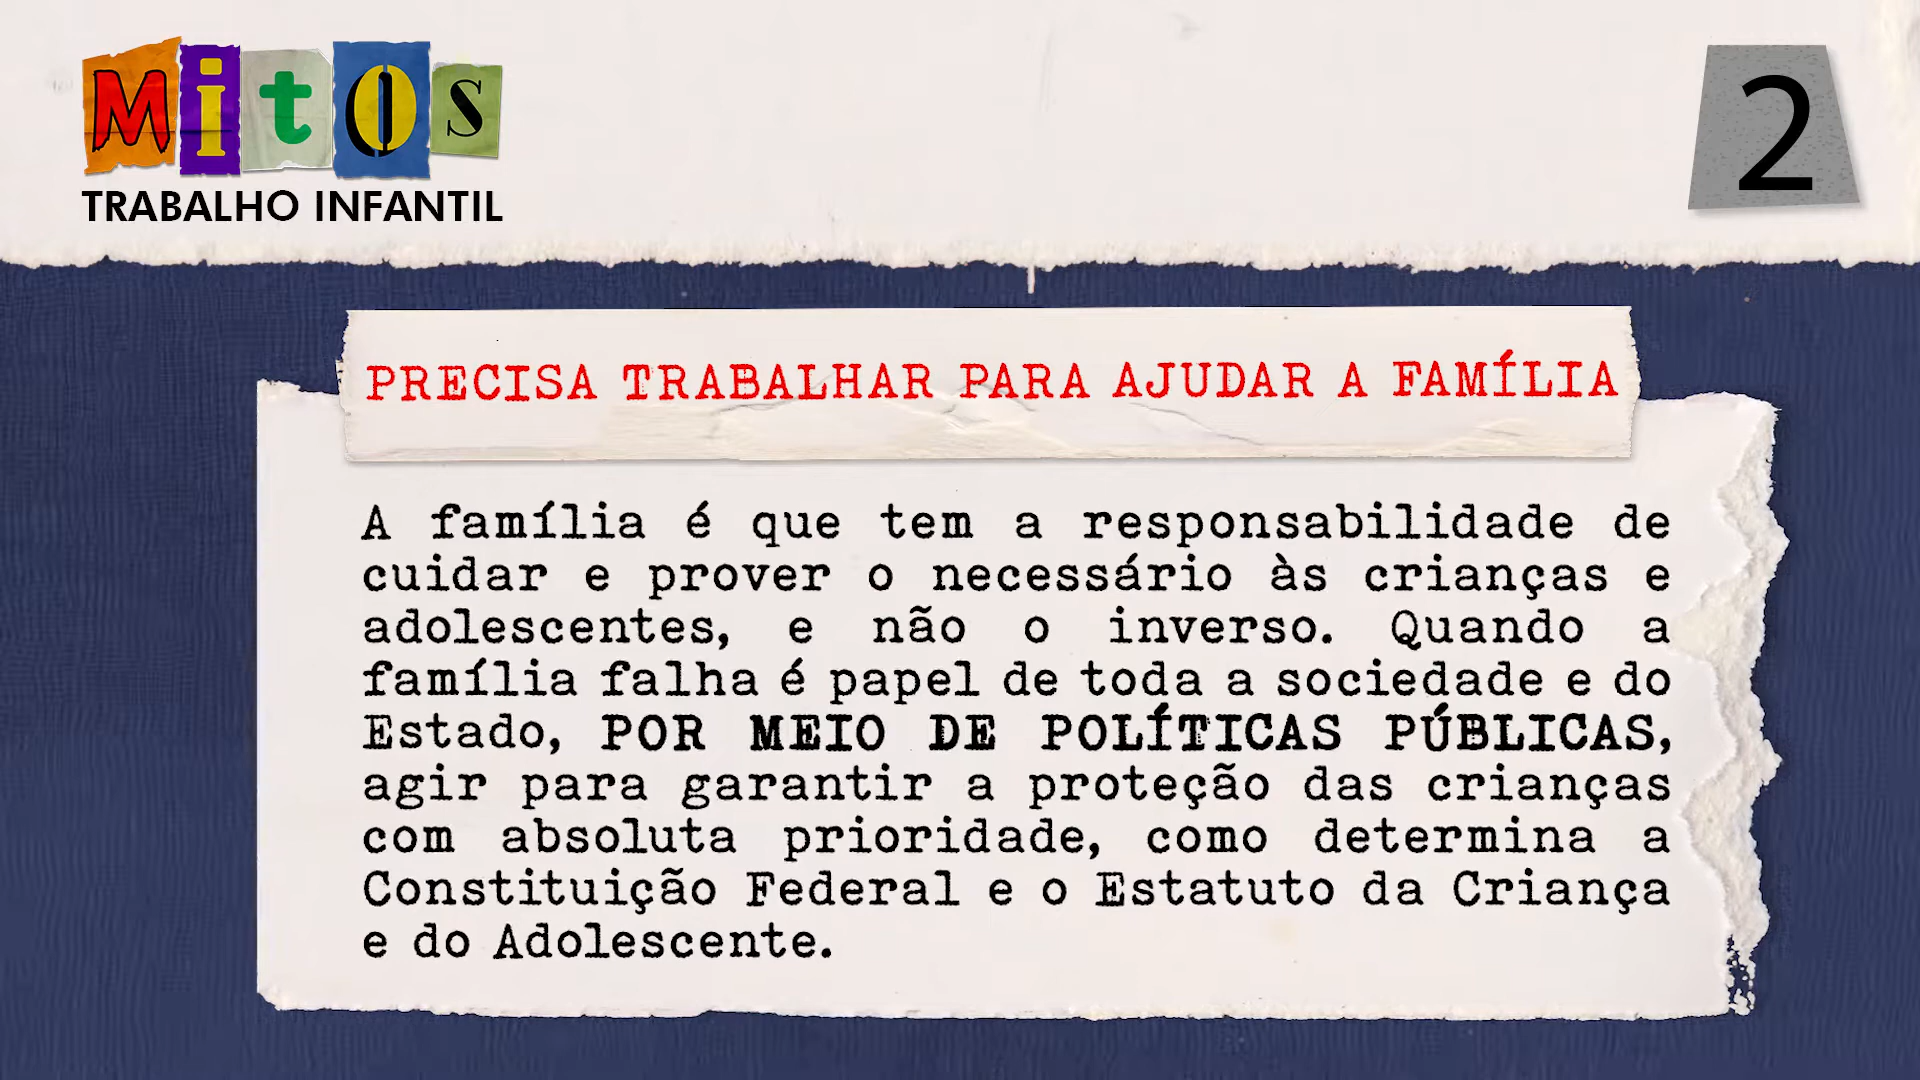 Mitos
TRABALHO INFANTIL
2
PRECISA TRABALHAR PARA AJUDAR A FAMÍLIA
A família é que tem a responsabilidade de
cuidar e prover o necessário às crianças e
adolescentes, e não o inverso. Quando a
família falha é papel de toda a sociedade e do
Estado, POR MEIO DE POLÍTICAS PÚBLICAS,
agir para garantir a proteção das crianças
com absoluta prioridade, como determina a
Constituição Federal e o Estatuto da Criança
e do Adolescente.